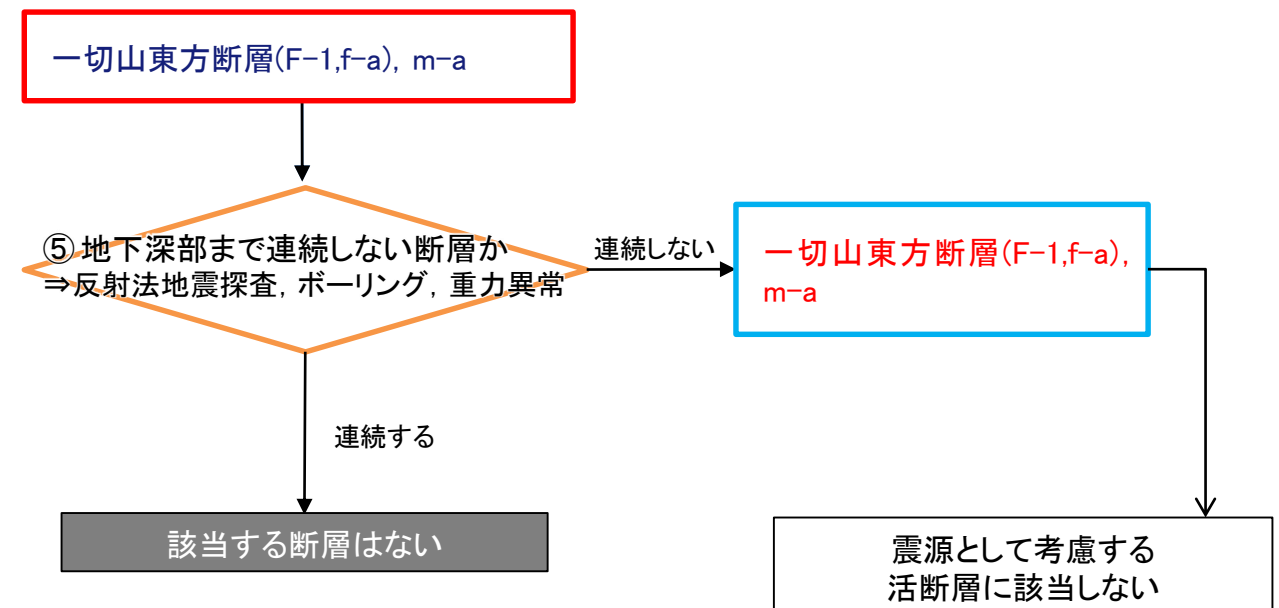 一切山東方断層(F-1,f-a), m-a
⑤ 地下深部まで連続しない断層か
⇒反射法地震探査, ボーリング, 重力異常
連続しない
一切山東方断層(F-1,f-a),
m-a
連続する
該当する断層はない
震源として考慮する
活断層に該当しない